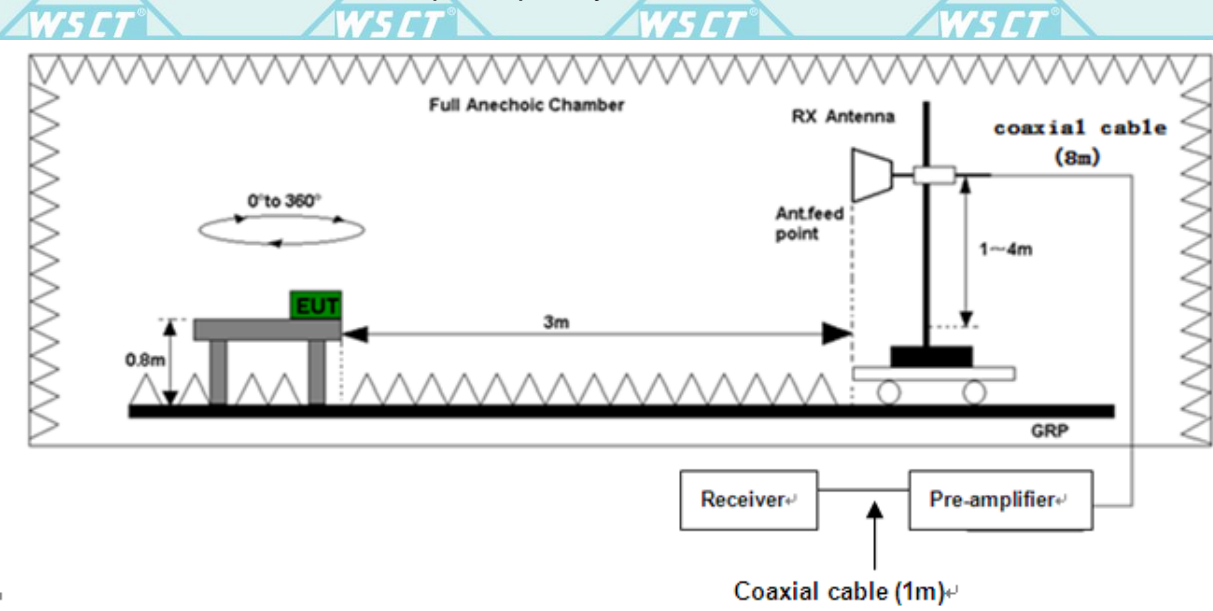 WSCT® WSCT® WSCT® WSCT®
Full Anechoic Chamber
RX Antenna
coaxial cable
(8m)
0°to 360°
Ant.feed
point
1～4m
EUT
3m
0.8m
GRP
Receiver↵
Pre-amplifier↵
Coaxial cable (1m)↵